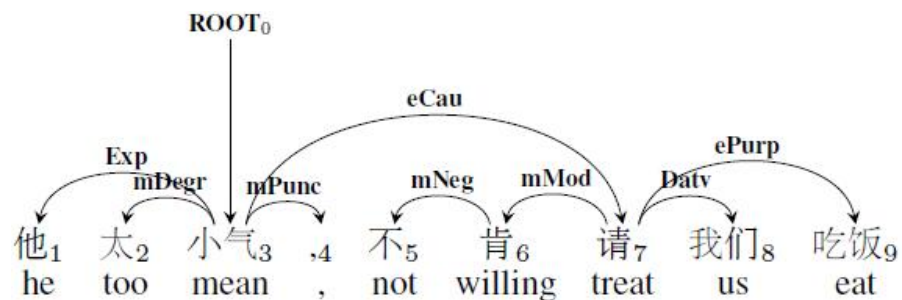 ROOT₀
eCau
Exp mDegr mPunc mNeg mMod Datv ePurp
他₁ 太₂ 小气₃ ,₄ 不₅ 肯₆ 请₇ 我们₈ 吃饭₉
he too mean , not willing treat us eat